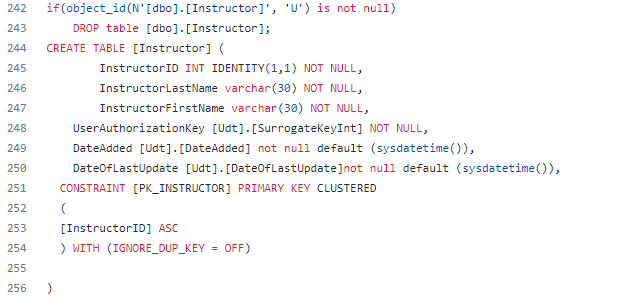 242 if(object_id(N'[dbo].[Instructor]', 'U') is not null)
243     DROP table [dbo].[Instructor];
244 CREATE TABLE [Instructor] (
245         InstructorID INT IDENTITY(1,1) NOT NULL,
246         InstructorLastName varchar(30) NOT NULL,
247         InstructorFirstName varchar(30) NOT NULL,
248     UserAuthorizationKey [Udt].[SurrogateKeyInt] NOT NULL,
249     DateAdded [Udt].[DateAdded] not null default (sysdatetime()),
250     DateOfLastUpdate [Udt].[DateOfLastUpdate]not null default (sysdatetime()),
251   CONSTRAINT [PK_INSTRUCTOR] PRIMARY KEY CLUSTERED
252   (
253   [InstructorID] ASC
254   ) WITH (IGNORE_DUP_KEY = OFF)
255
256 )